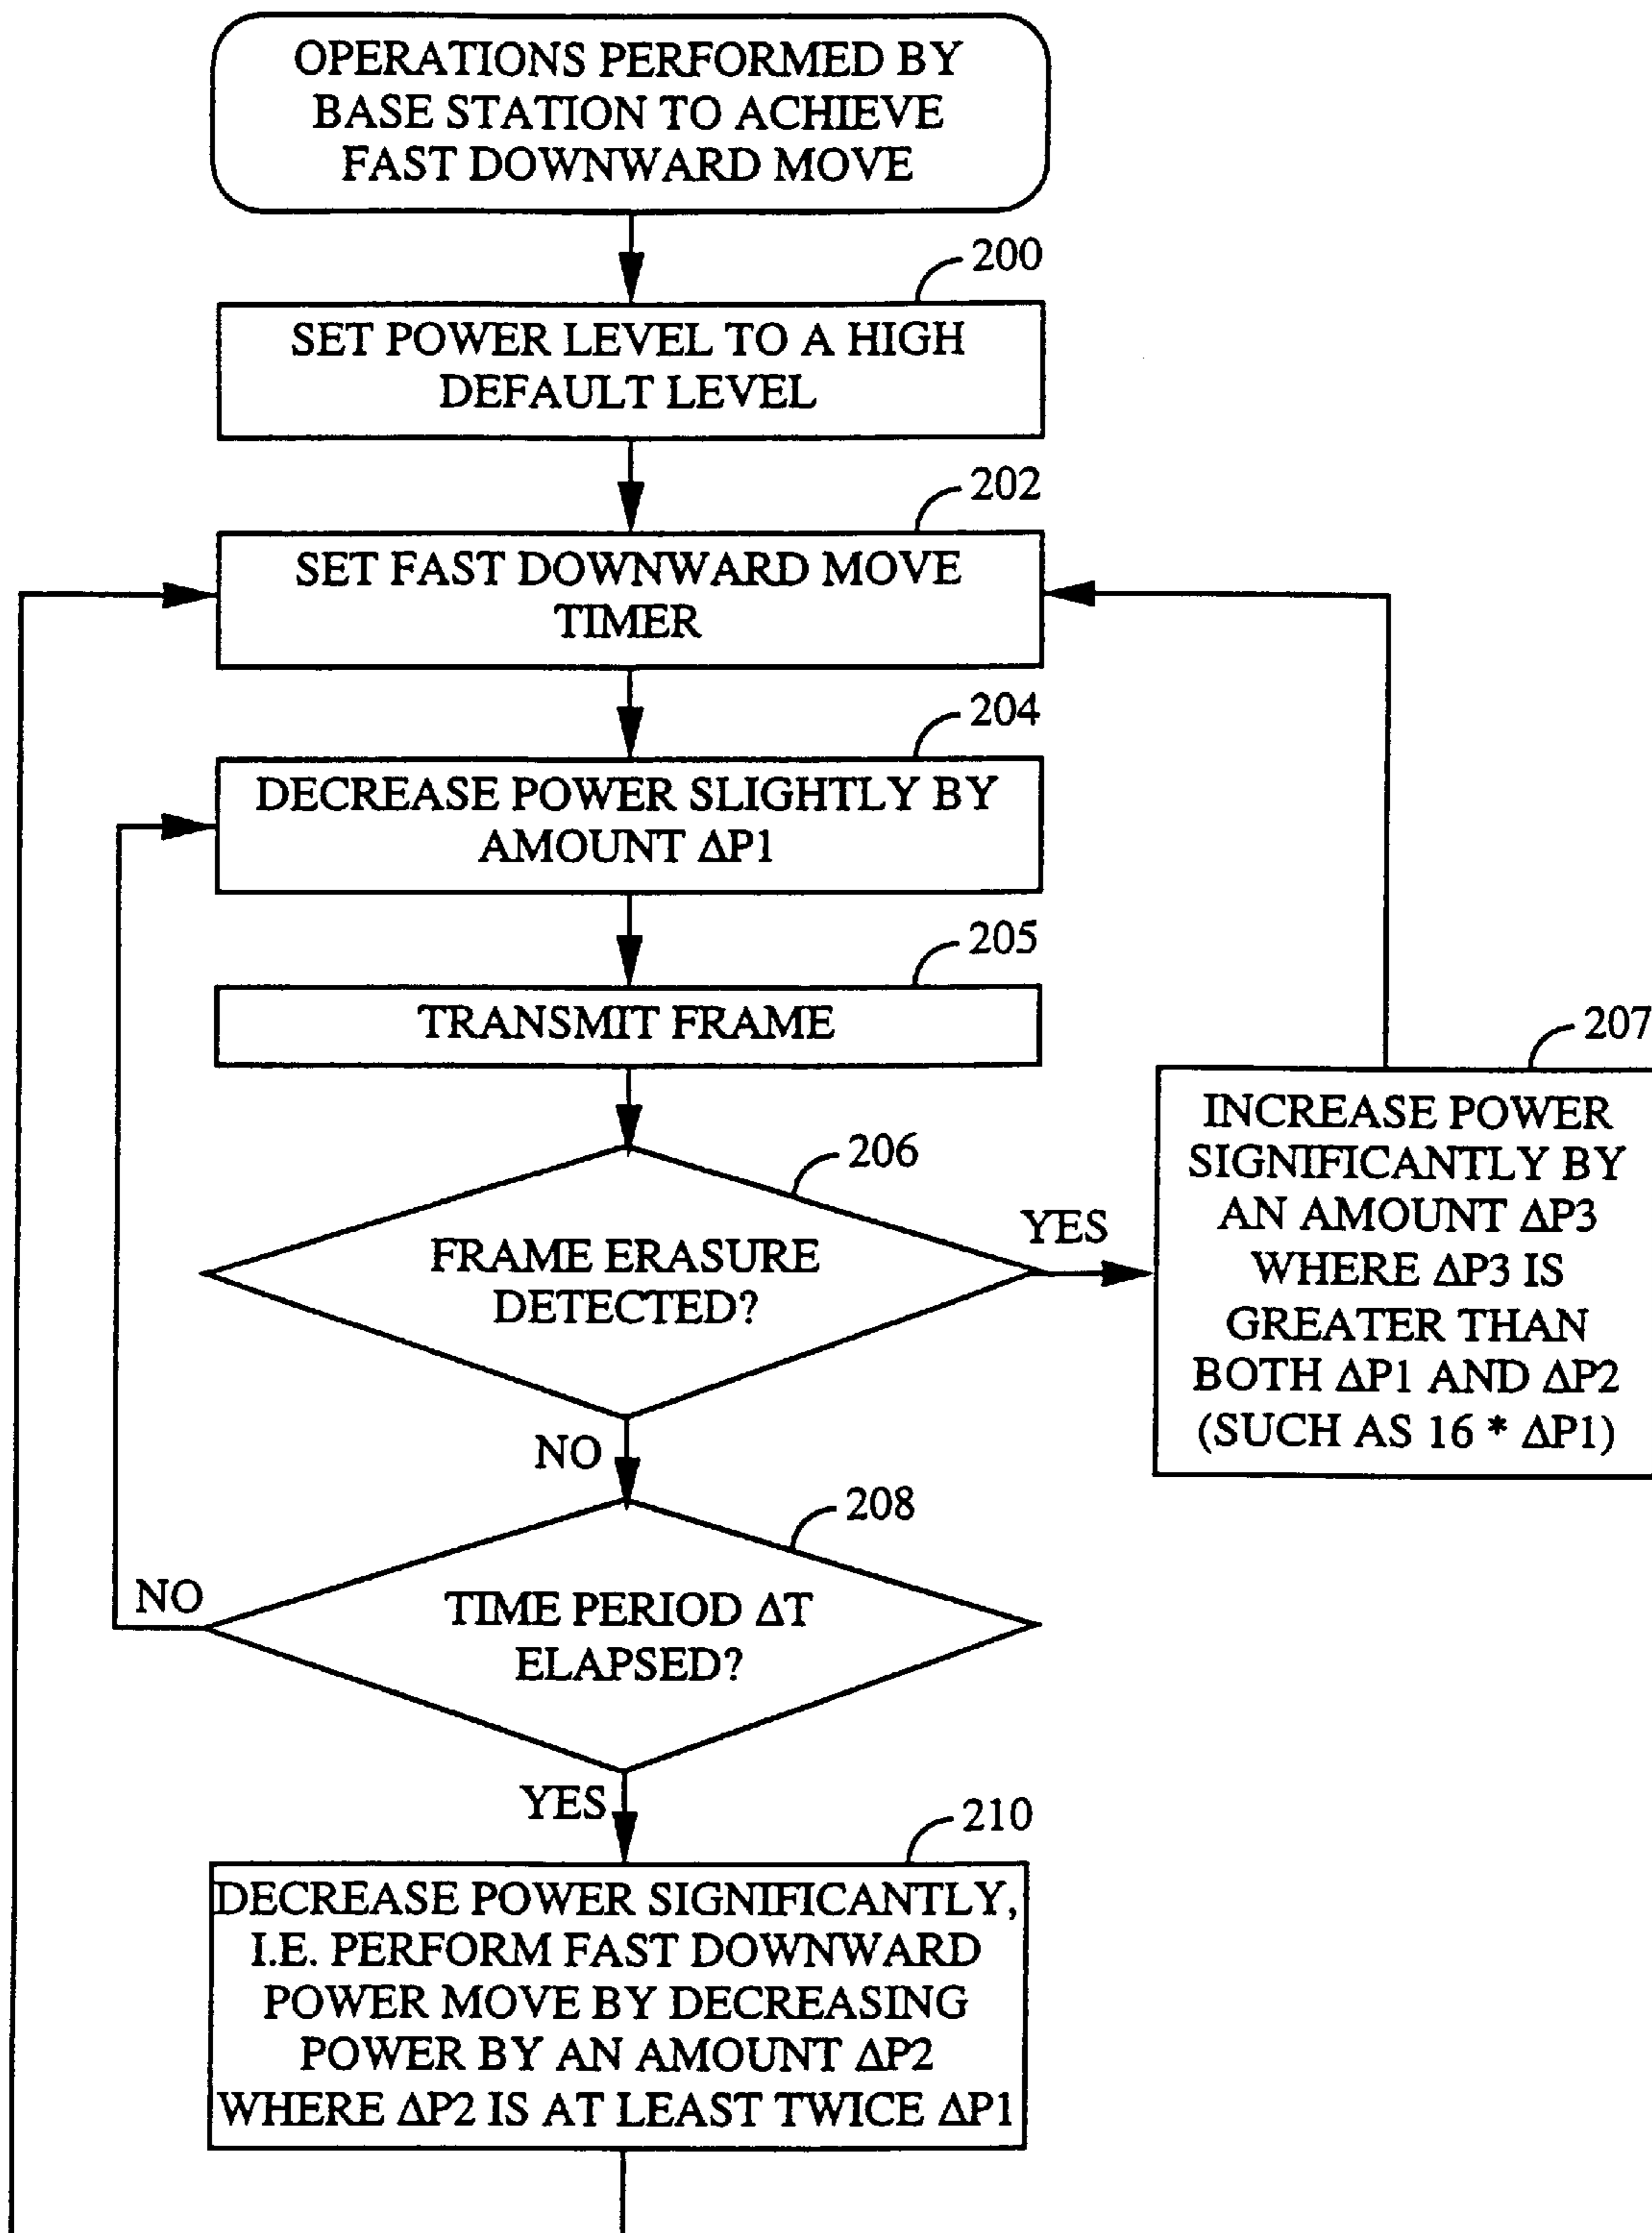 OPERATIONS PERFORMED BY
BASE STATION TO ACHIEVE
FAST DOWNWARD MOVE
200
SET POWER LEVEL TO A HIGH
DEFAULT LEVEL
202
SET FAST DOWNWARD MOVE
TIMER
204
DECREASE POWER SLIGHTLY BY
AMOUNT ΔP1
205
TRANSMIT FRAME
206
FRAME ERASURE
DETECTED?
YES
207
INCREASE POWER
SIGNIFICANTLY BY
AN AMOUNT ΔP3
WHERE ΔP3 IS
GREATER THAN
BOTH ΔP1 AND ΔP2
(SUCH AS 16 * ΔP1)
NO
208
TIME PERIOD ΔT
ELAPSED?
NO
YES
210
DECREASE POWER SIGNIFICANTLY,
I.E. PERFORM FAST DOWNWARD
POWER MOVE BY DECREASING
POWER BY AN AMOUNT ΔP2
WHERE ΔP2 IS AT LEAST TWICE ΔP1